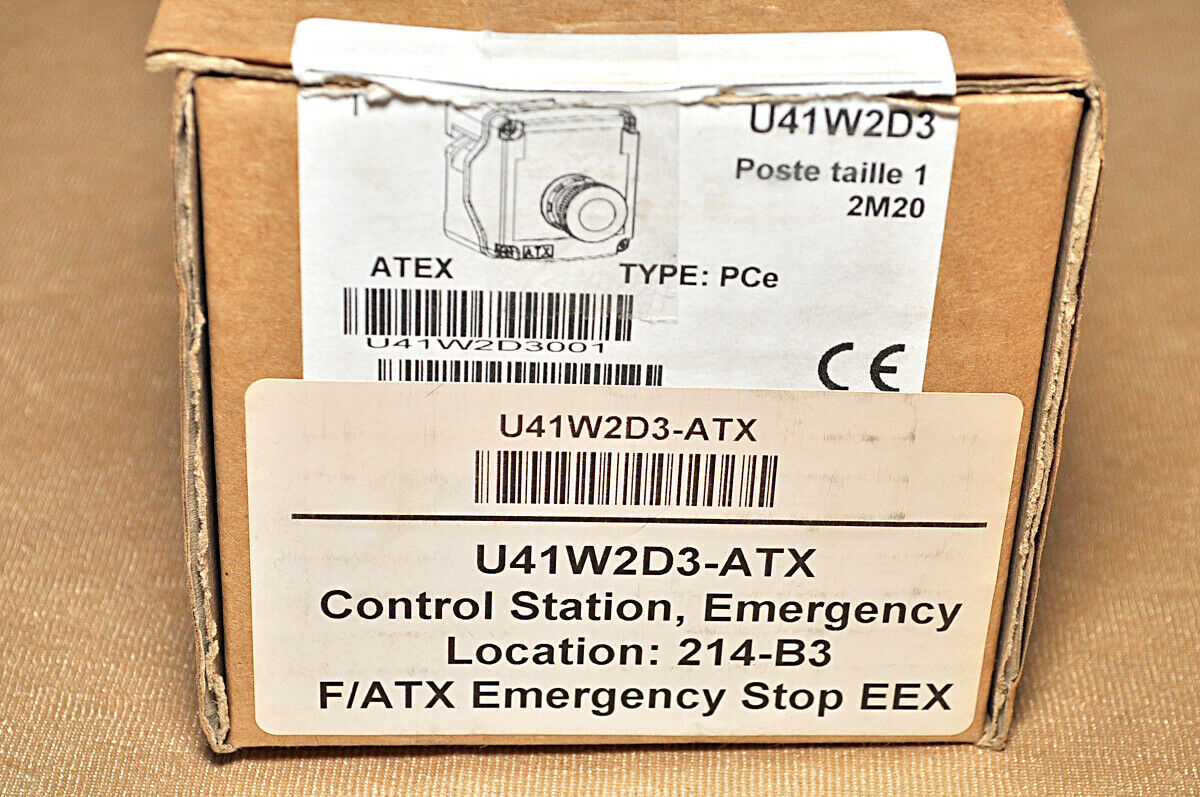 U41W2D3
Poste taille 1
2M20
ATX
ATEX
TYPE: PCe
U41W2D3001
CE
U41W2D3-ATX
U41W2D3-ATX
Control Station, Emergency
Location: 214-B3
F/ATX Emergency Stop EEX